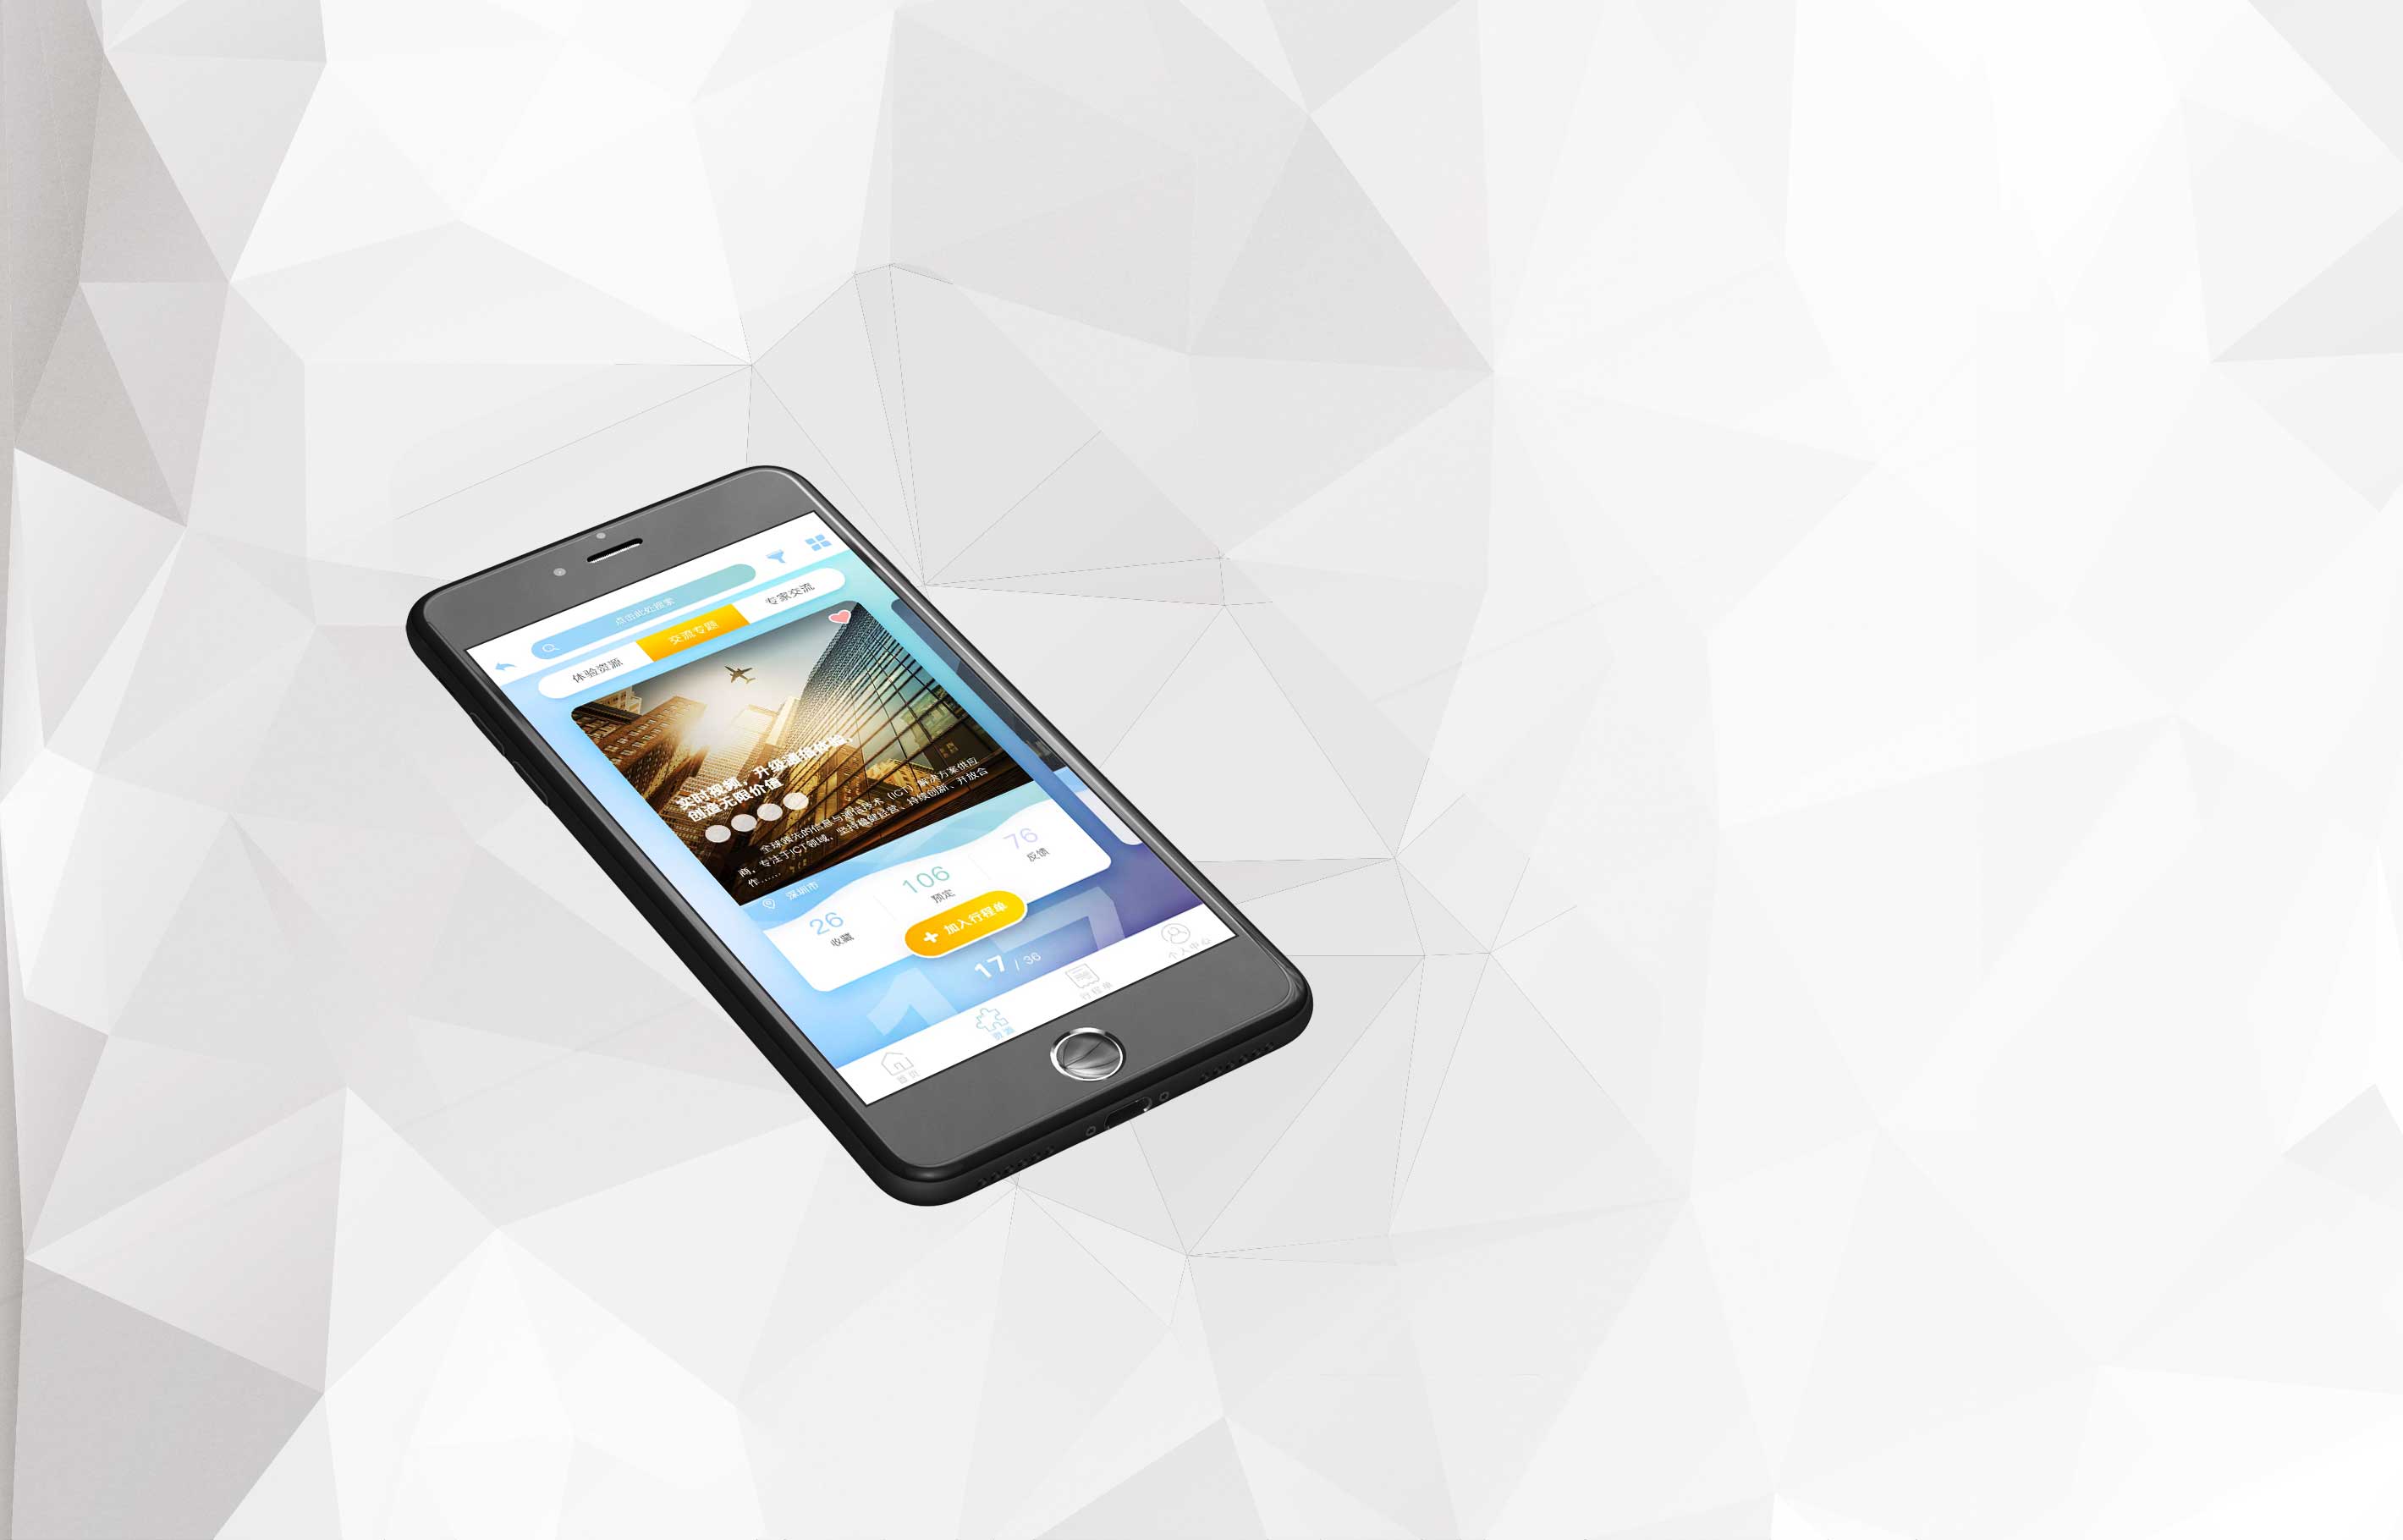 点击此处搜索
体验资源
交流专题
专家交流
实时视频，升级通维体验，
创造无限价值
全球领先的信息与通信技术（ICT）解决方案供应
商，专注于ICT领域，坚持稳健经营、持续创新、开放合
作……
深圳市
26
收藏
106
预定
76
反馈
加入行程单
17 / 36
17
首页
资源
行程单
个人中心